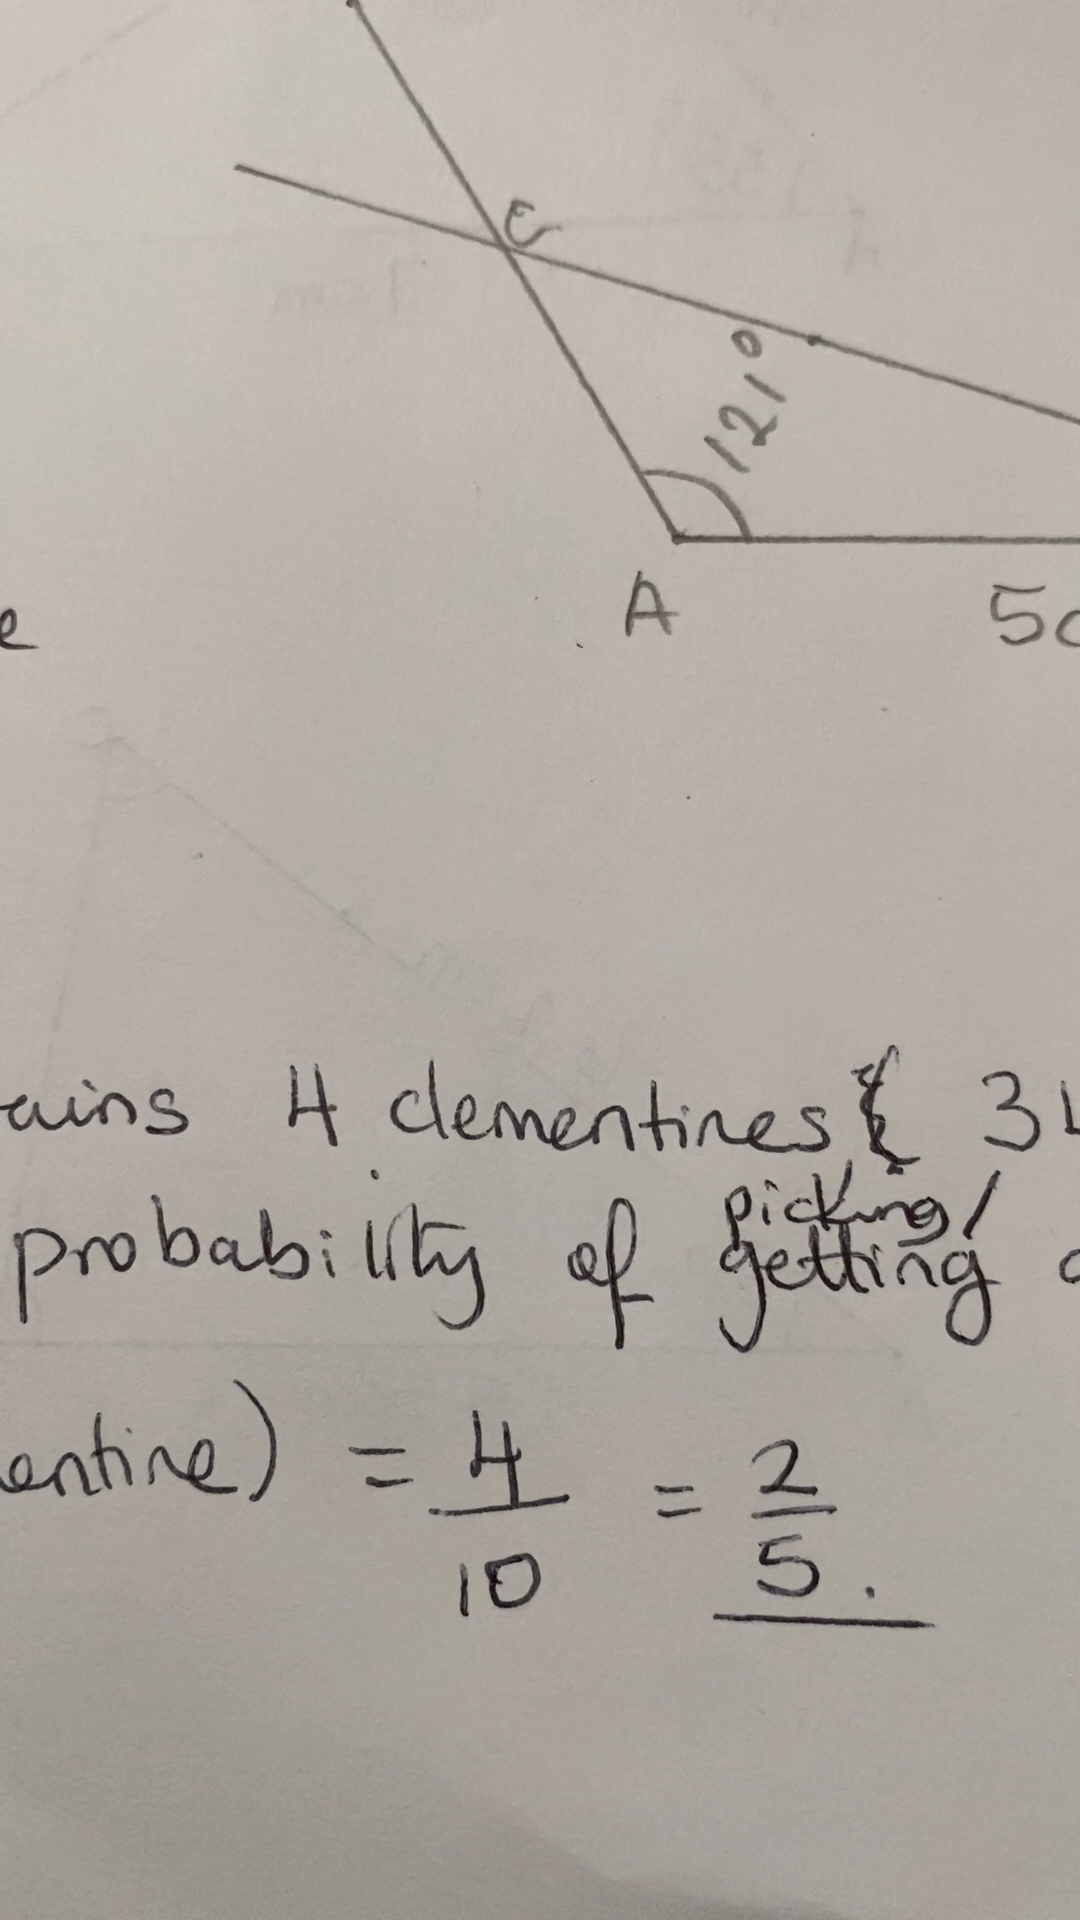 C
121°
A
5c
e
ains 4 clementines & 3
picking/
probability of getting
entine) = 4/10 = 2/5.